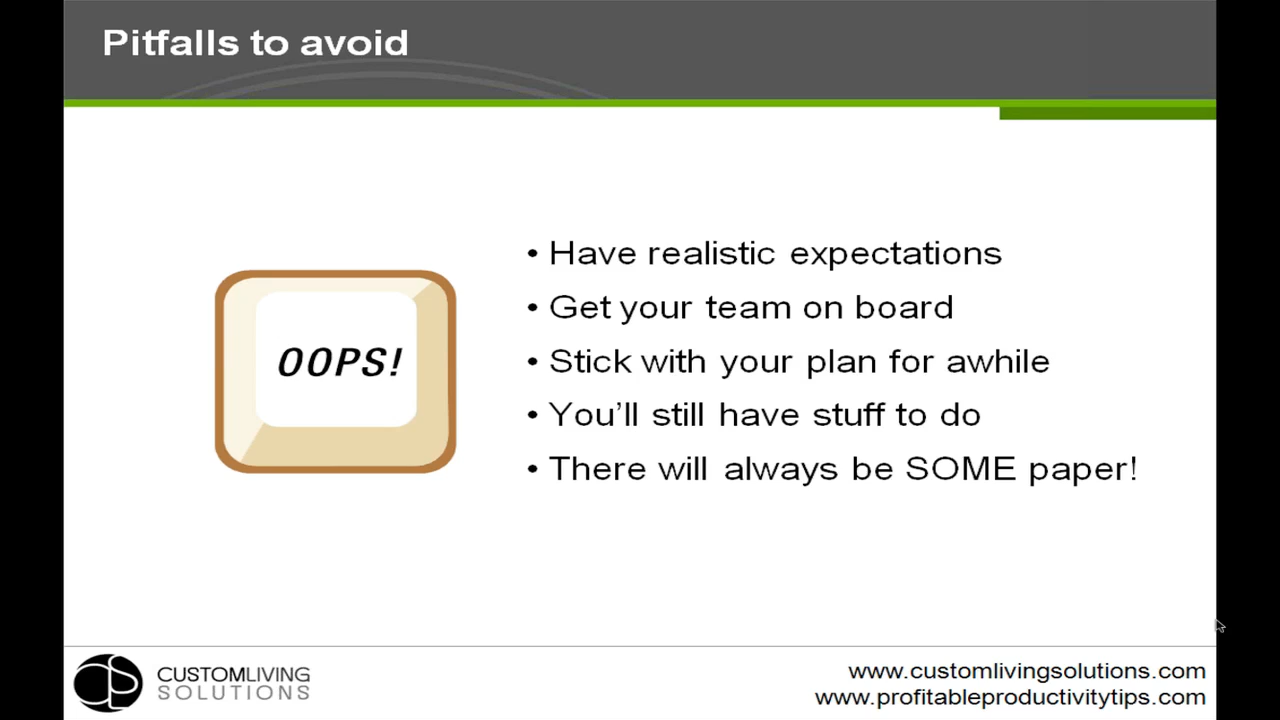 Pitfalls to avoid
OOPS!
• Have realistic expectations
• Get your team on board
• Stick with your plan for awhile
• You’ll still have stuff to do
• There will always be SOME paper!
CUSTOMLIVING
SOLUTIONS
www.customlivingsolutions.com
www.profitableproductivitytips.com